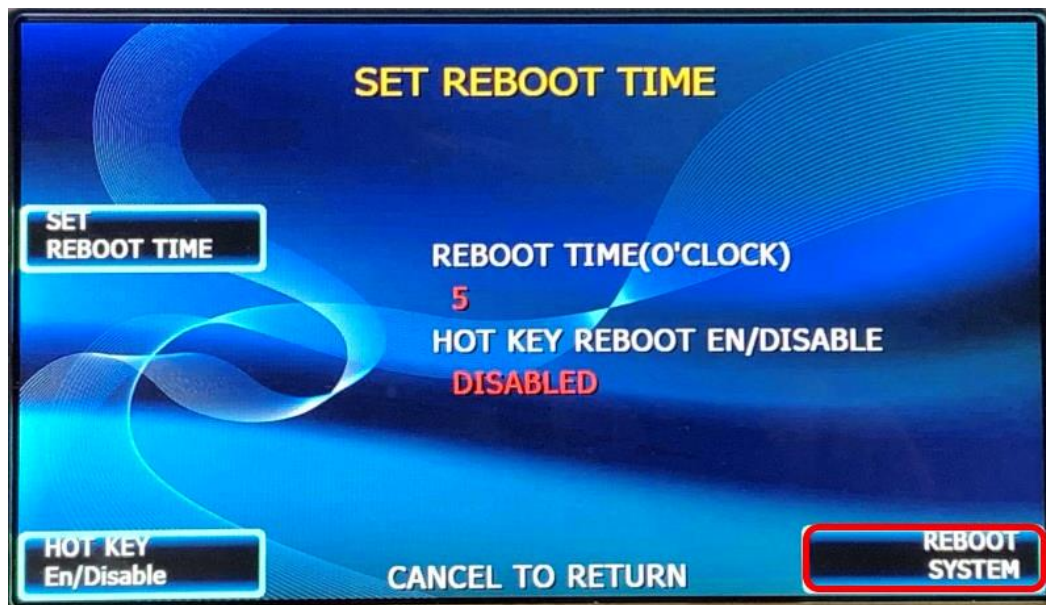 SET REBOOT TIME
SET
REBOOT TIME
REBOOT TIME(O'CLOCK)
5
HOT KEY REBOOT EN/DISABLE
DISABLED
HOT KEY
En/Disable
CANCEL TO RETURN
REBOOT
SYSTEM